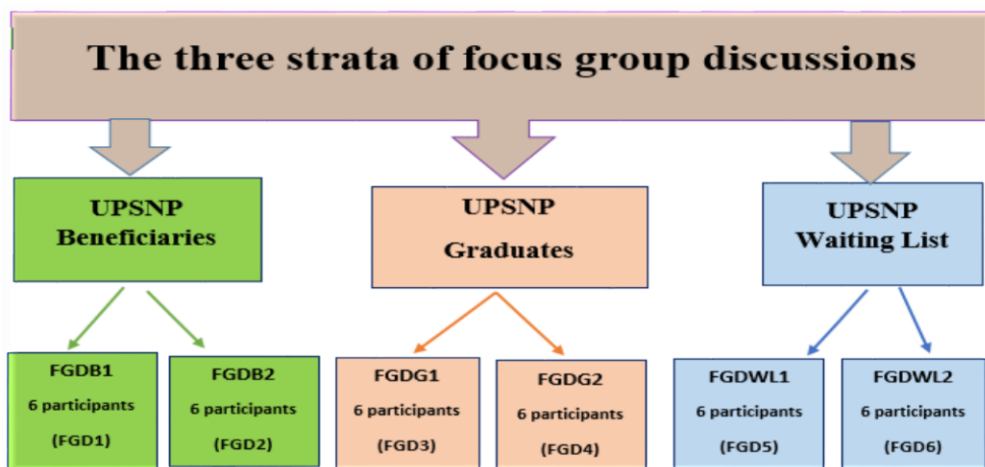 The three strata of focus group discussions
UPSNP
Beneficiaries
UPSNP
Graduates
UPSNP
Waiting List
FGDB1
6 participants
(FGD1)
FGDB2
6 participants
(FGD2)
FGDG1
6 participants
(FGD3)
FGDG2
6 participants
(FGD4)
FGDWL1
6 participants
(FGD5)
FGDWL2
6 participants
(FGD6)